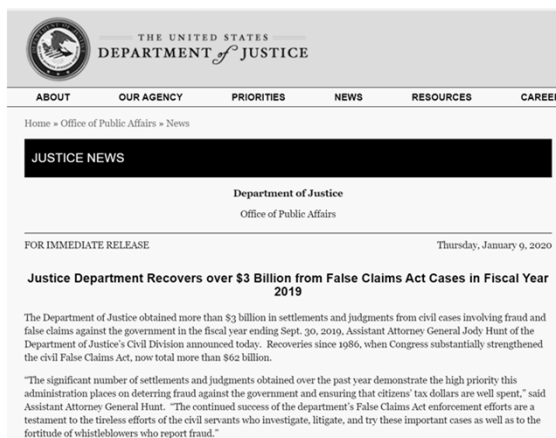 THE UNITED STATES
DEPARTMENT of JUSTICE
ABOUT OUR AGENCY PRIORITIES NEWS RESOURCES CAREE
Home » Office of Public Affairs » News
JUSTICE NEWS
Department of Justice
Office of Public Affairs
FOR IMMEDIATE RELEASE Thursday, January 9, 2020
Justice Department Recovers over $3 Billion from False Claims Act Cases in Fiscal Year
2019
The Department of Justice obtained more than $3 billion in settlements and judgments from civil cases involving fraud and
false claims against the government in the fiscal year ending Sept. 30, 2019, Assistant Attorney General Jody Hunt of the
Department of Justice’s Civil Division announced today.  Recoveries since 1986, when Congress substantially strengthened
the civil False Claims Act, now total more than $62 billion.
“The significant number of settlements and judgments obtained over the past year demonstrate the high priority this
administration places on deterring fraud against the government and ensuring that citizens’ tax dollars are well spent,” said
Assistant Attorney General Hunt.  “The continued success of the department’s False Claims Act enforcement efforts are a
testament to the tireless efforts of the civil servants who investigate, litigate, and try these important cases as well as to the
fortitude of whistleblowers who report fraud.”